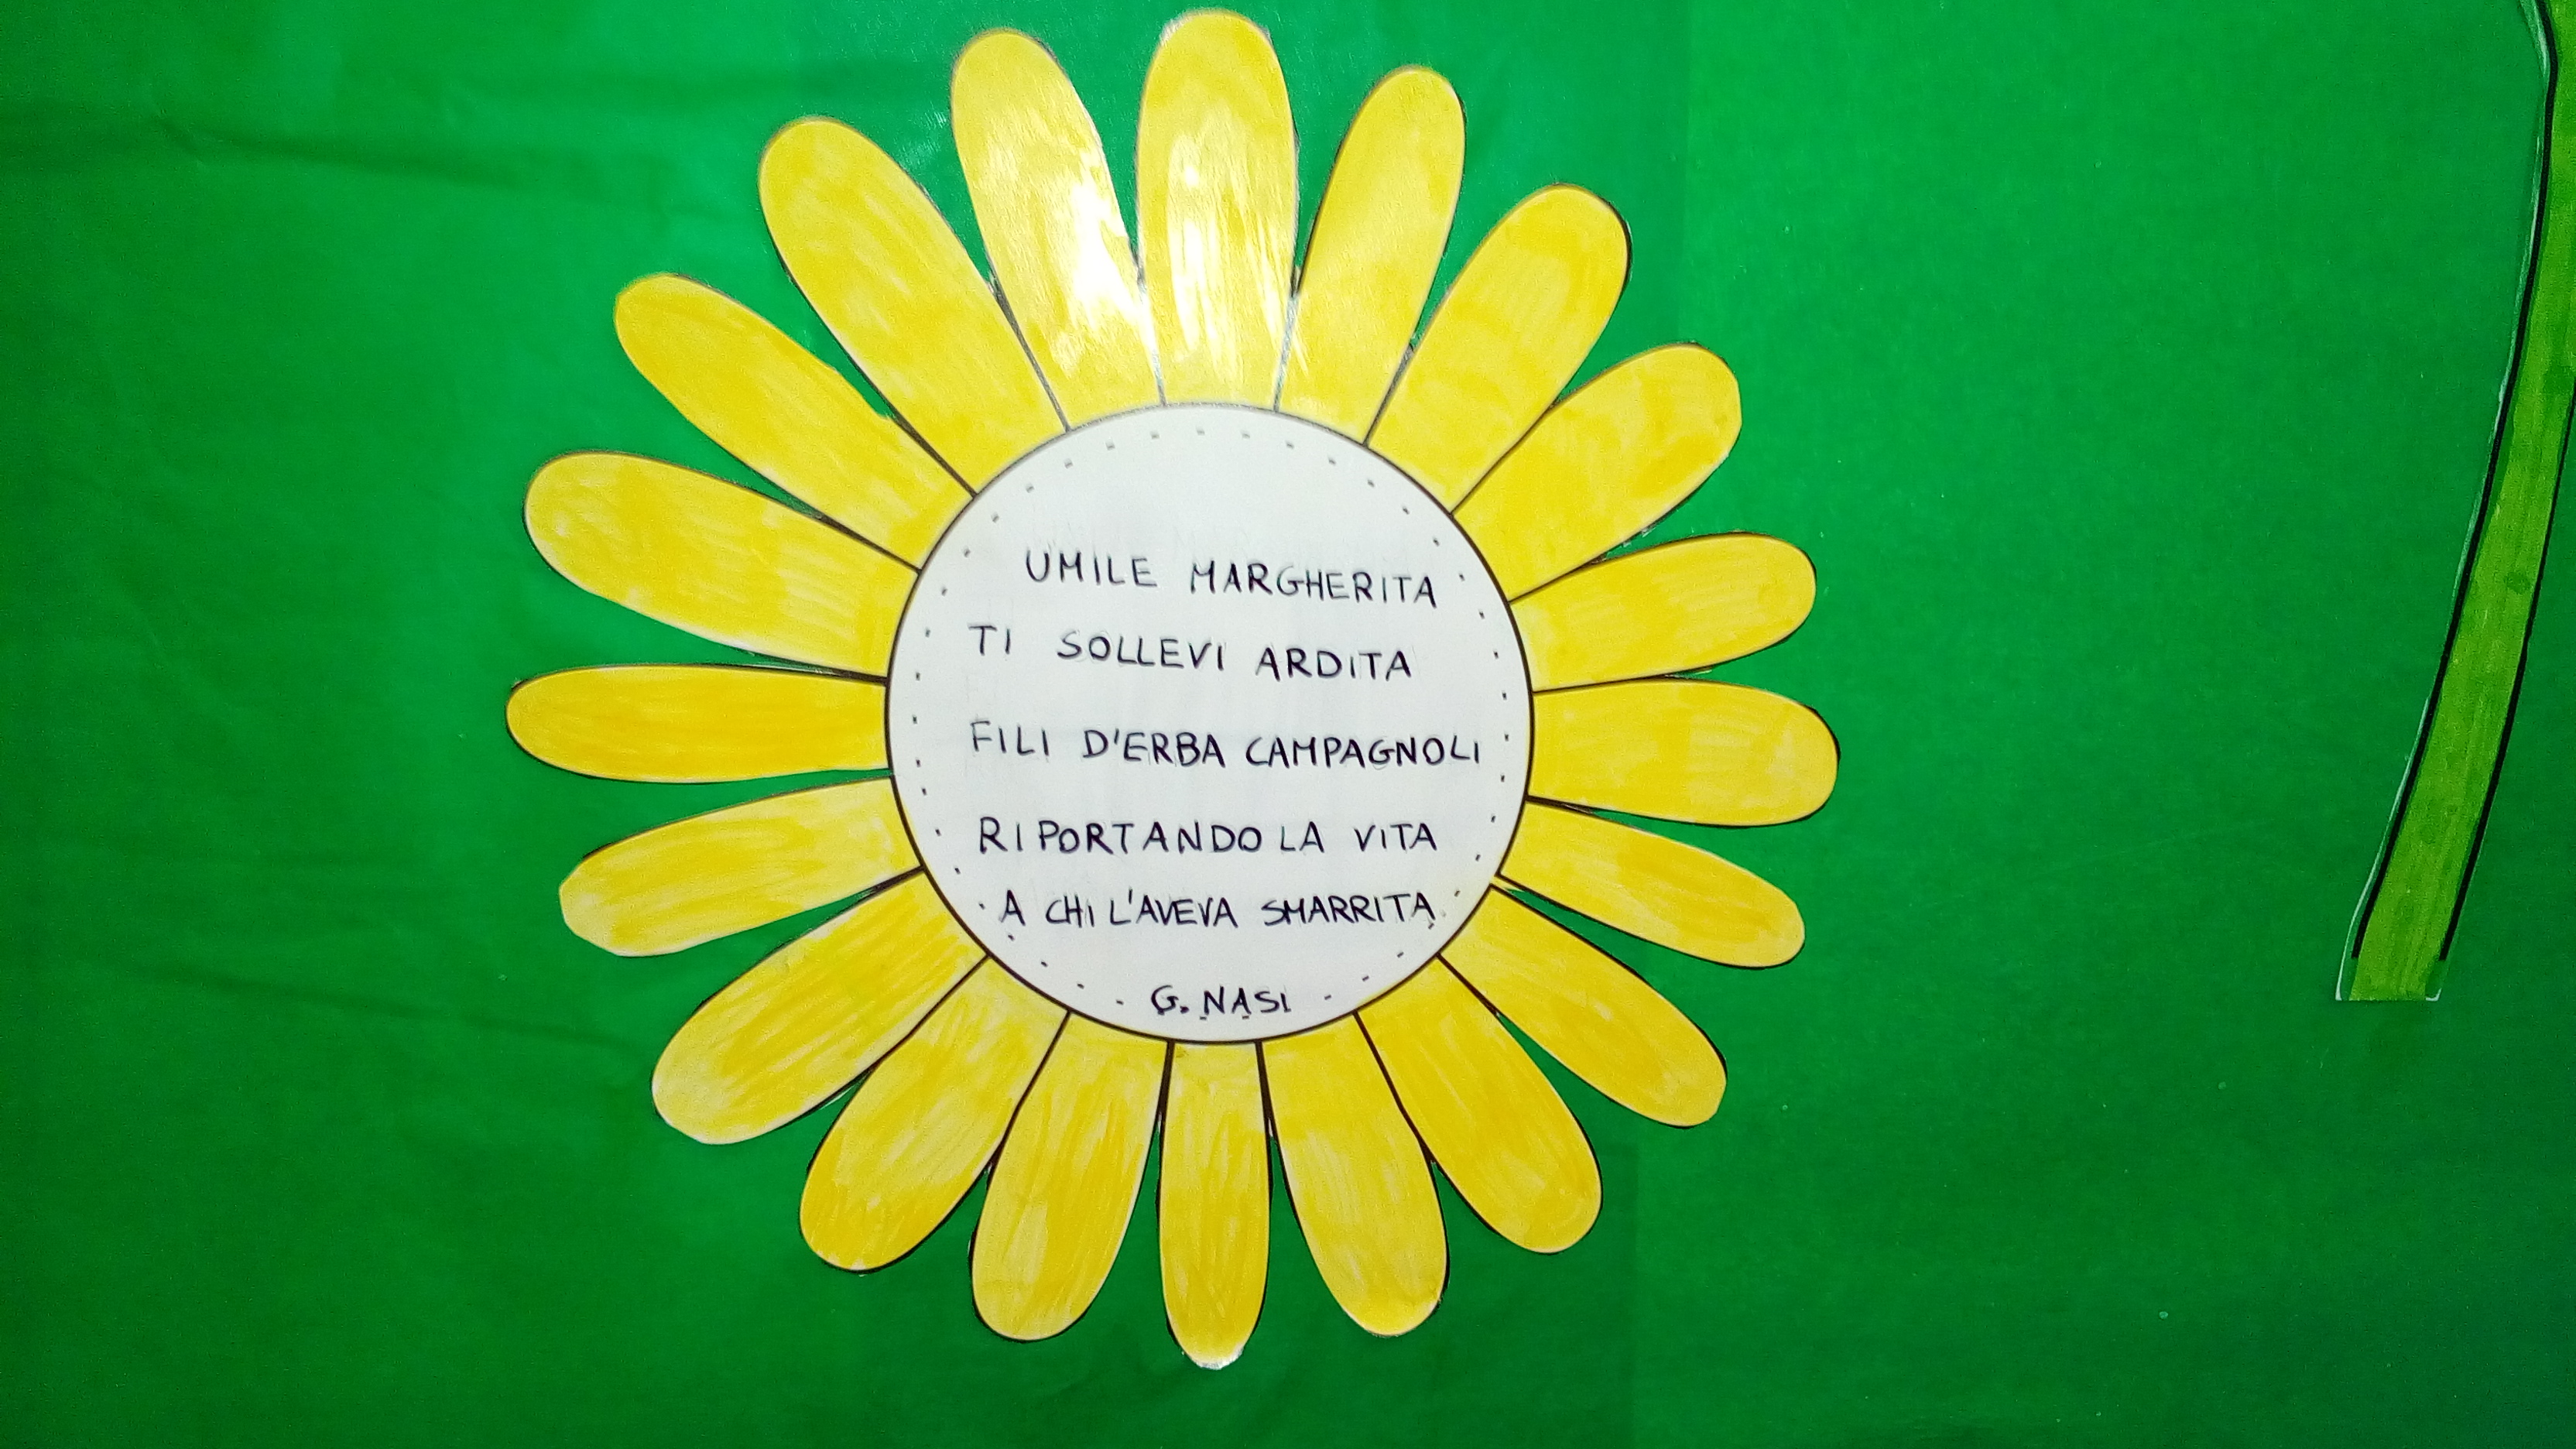 UMILE MARGHERITA
TI SOLLEVI ARDITA
FILI D'ERBA CAMPAGNOLI
RIPORTANDO LA VITA
A CHI L'AVEVA SMARRITA
G. NASI